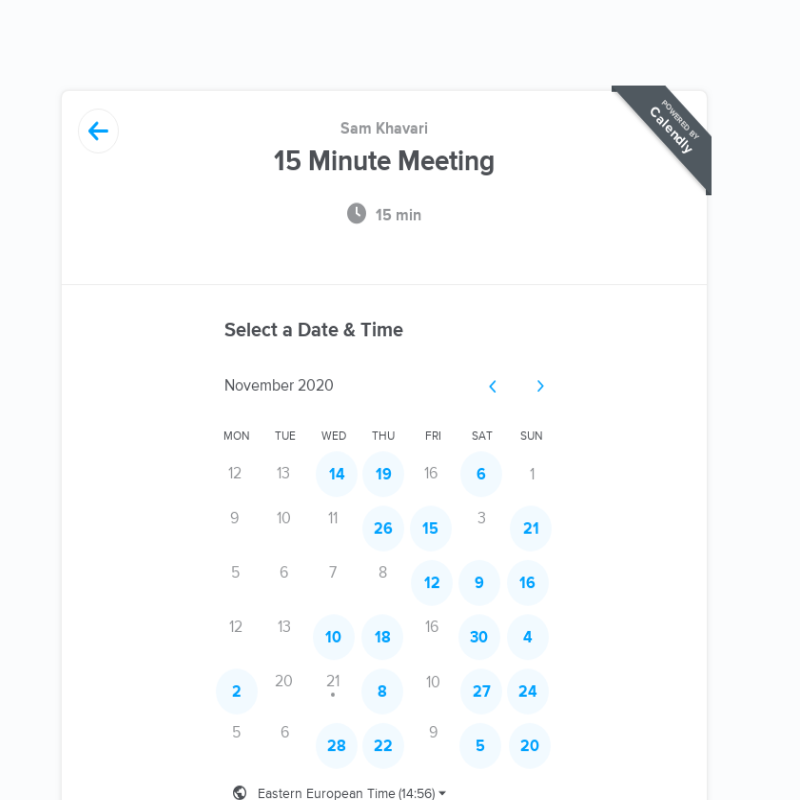 POWERED BY
Calendly
Sam Khavari
15 Minute Meeting
15 min
Select a Date & Time
November 2020
MON TUE WED THU FRI SAT SUN
12 13 14 19 16 6 1
9 10 11 26 15 3 21
5 6 7 8 12 9 16
12 13 10 18 16 30 4
2 20 21 8 10 27 24
5 6 28 22 9 5 20
Eastern European Time (14:56)